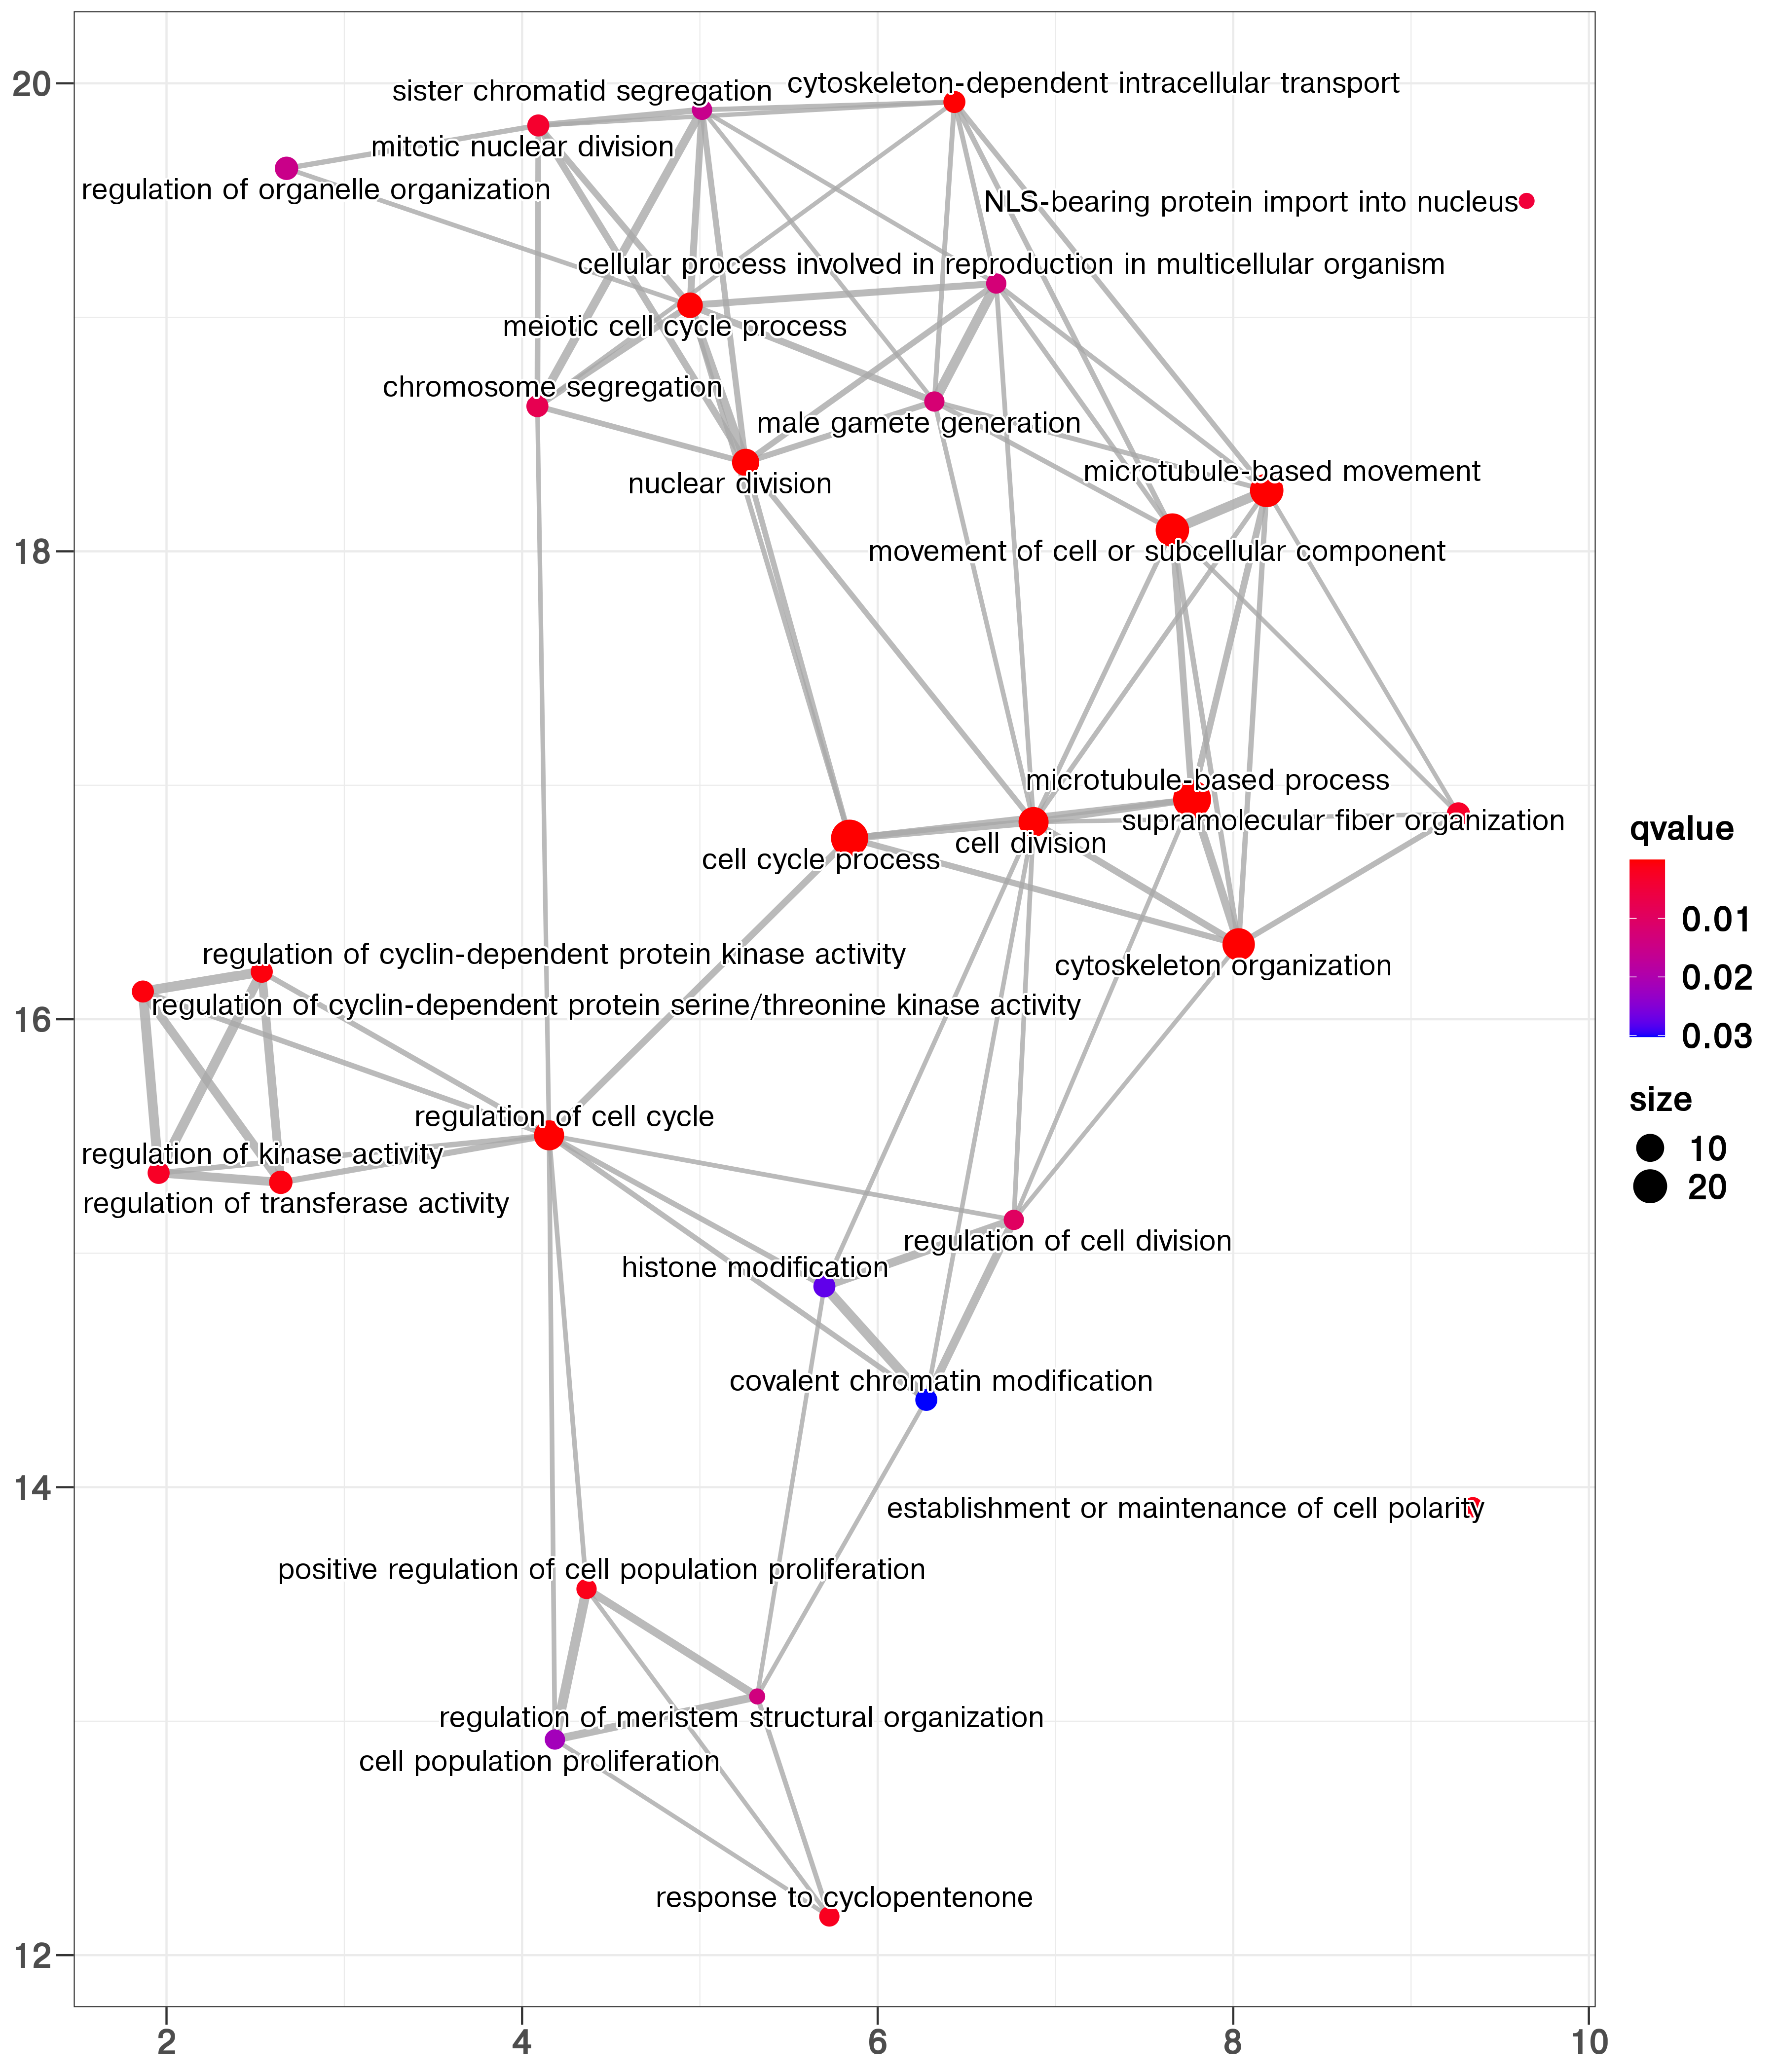 20
sister chromatid segregation
cytoskeleton-dependent intracellular transport
mitotic nuclear division
regulation of organelle organization
NLS-bearing protein import into nucleus
cellular process involved in reproduction in multicellular organism
meiotic cell cycle process
chromosome segregation
male gamete generation
nuclear division
microtubule-based movement
18
movement of cell or subcellular component
microtubule-based process
supramolecular fiber organization
cell division
cell cycle process
regulation of cyclin-dependent protein kinase activity
cytoskeleton organization
regulation of cyclin-dependent protein serine/threonine kinase activity
16
regulation of cell cycle
regulation of kinase activity
regulation of transferase activity
regulation of cell division
histone modification
covalent chromatin modification
14
establishment or maintenance of cell polarity
positive regulation of cell population proliferation
regulation of meristem structural organization
cell population proliferation
response to cyclopentenone
12
2 4 6 8 10
qvalue
0.01
0.02
0.03
size
10
20